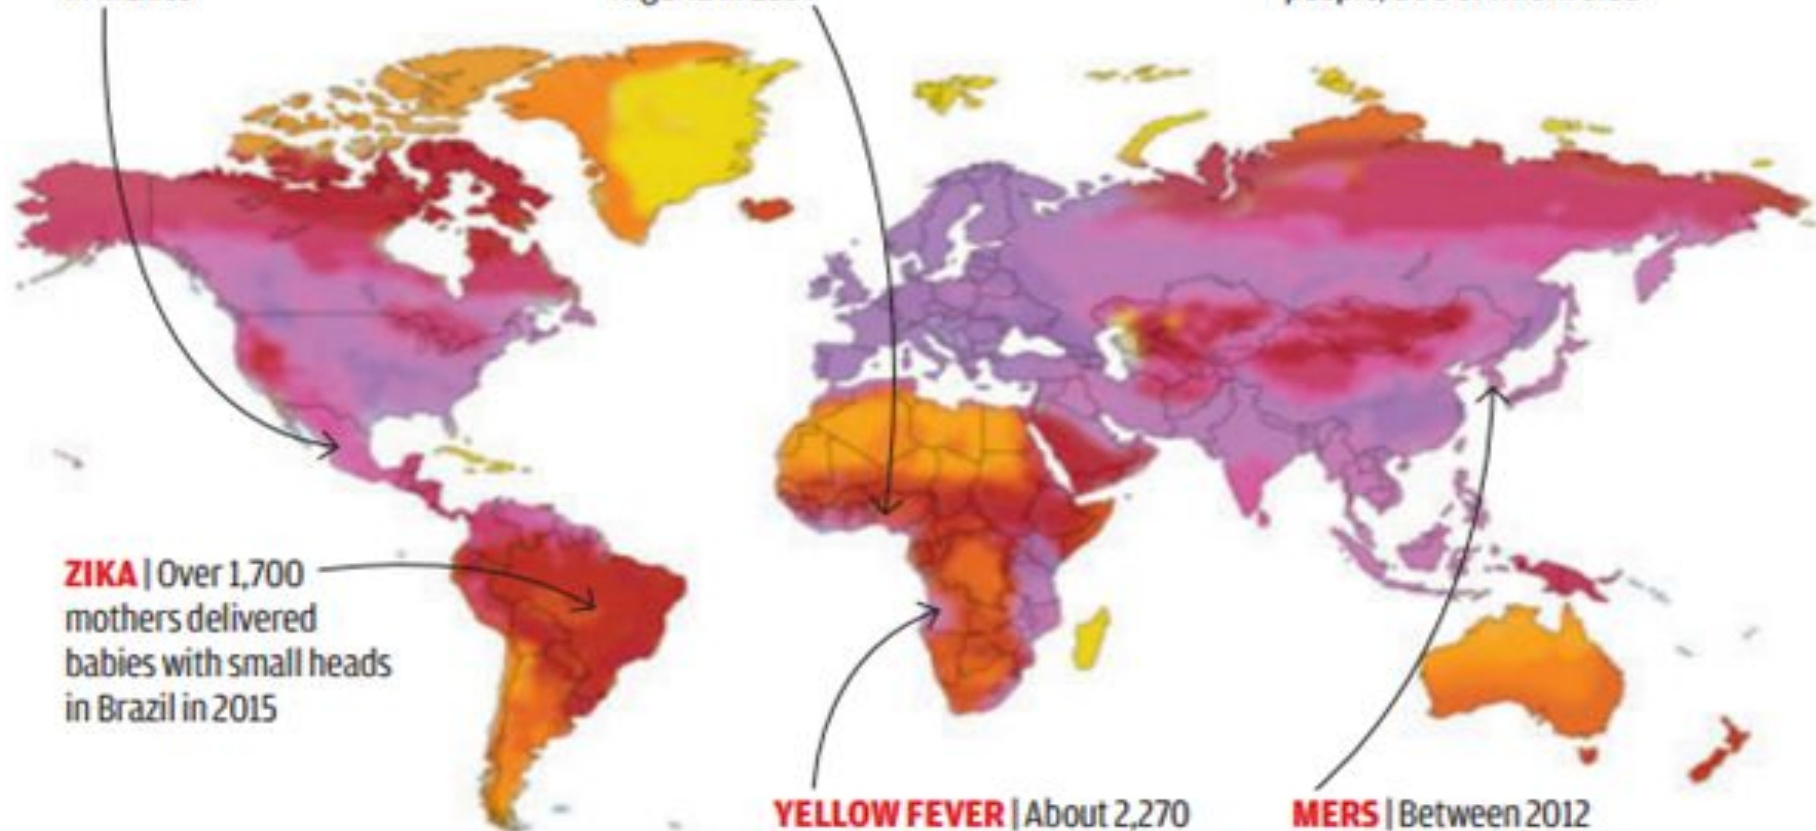 ZIKA | Over 1,700
mothers delivered
babies with small heads
in Brazil in 2015
YELLOW FEVER | About 2,270
MERS | Between 2012